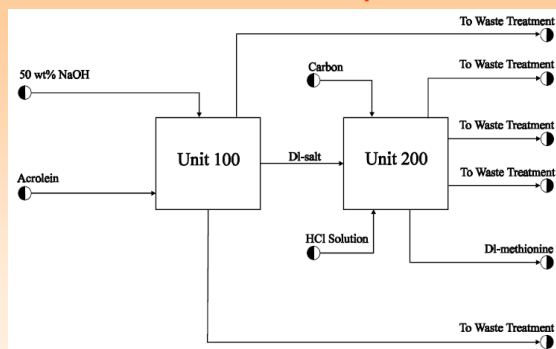 To Waste Treatment
50 wt% NaOH
Carbon
To Waste Treatment
To Waste Treatment
Unit 100
Dl-salt
Unit 200
Acrolein
To Waste Treatment
HCl Solution
Dl-methionine
To Waste Treatment